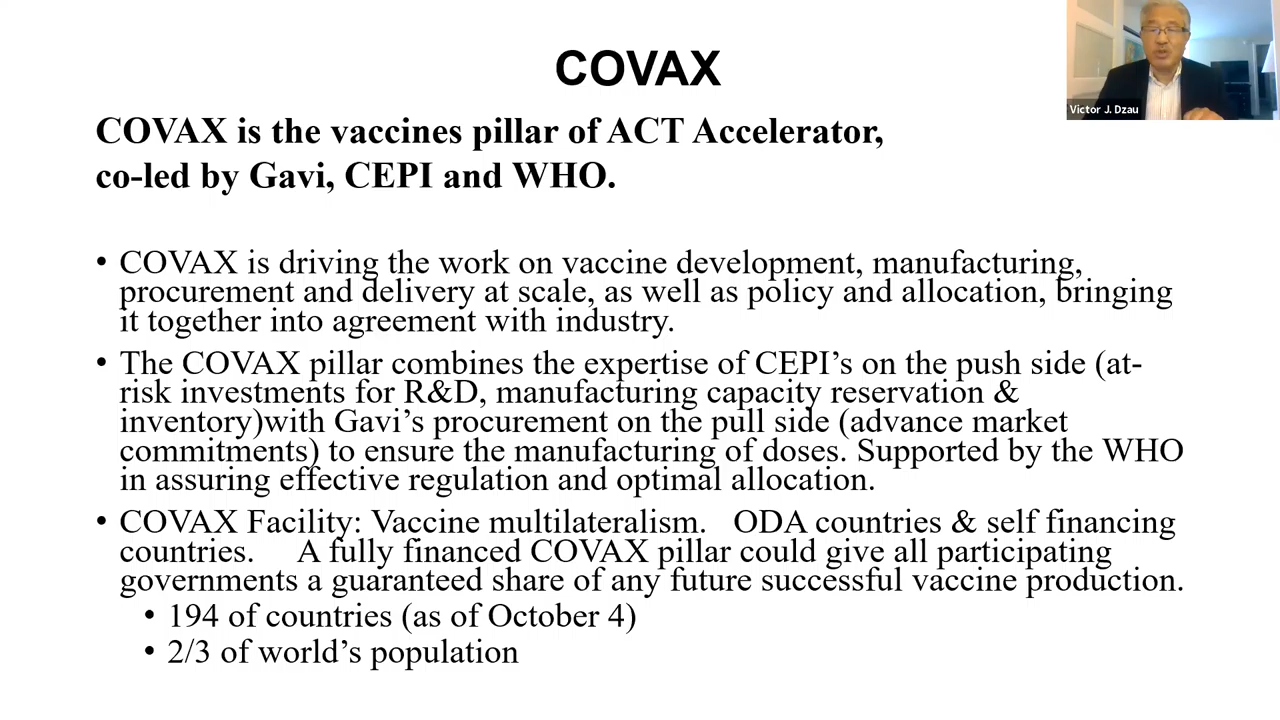 COVAX
Victor J. Dzau
COVAX is the vaccines pillar of ACT Accelerator,
co-led by Gavi, CEPI and WHO.
• COVAX is driving the work on vaccine development, manufacturing,
procurement and delivery at scale, as well as policy and allocation, bringing
it together into agreement with industry.
• The COVAX pillar combines the expertise of CEPI’s on the push side (at-
risk investments for R&D, manufacturing capacity reservation &
inventory)with Gavi’s procurement on the pull side (advance market
commitments) to ensure the manufacturing of doses. Supported by the WHO
in assuring effective regulation and optimal allocation.
• COVAX Facility: Vaccine multilateralism. ODA countries & self financing
countries. A fully financed COVAX pillar could give all participating
governments a guaranteed share of any future successful vaccine production.
• 194 of countries (as of October 4)
• 2/3 of world’s population